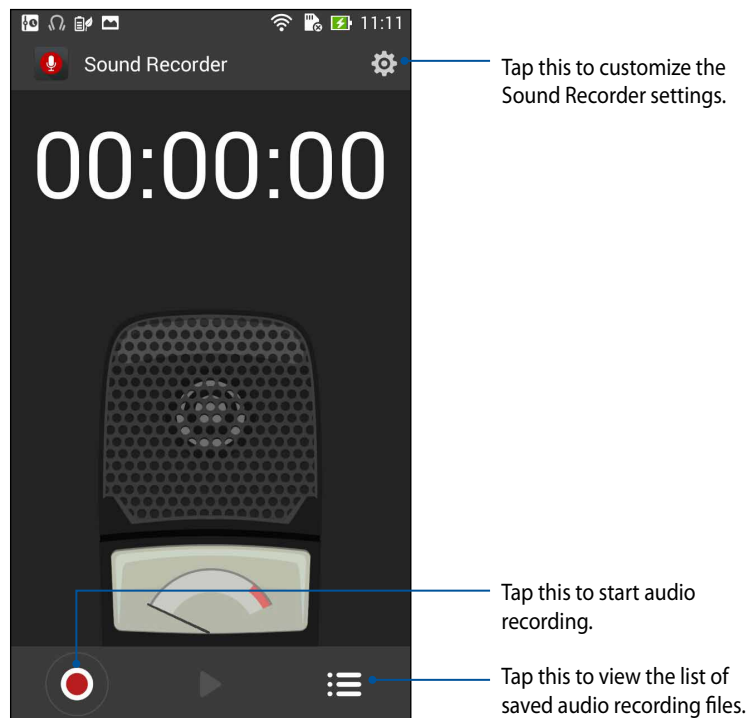 11:11
Sound Recorder
Tap this to customize the
Sound Recorder settings.
00:00:00
Tap this to start audio
recording.
Tap this to view the list of
saved audio recording files.